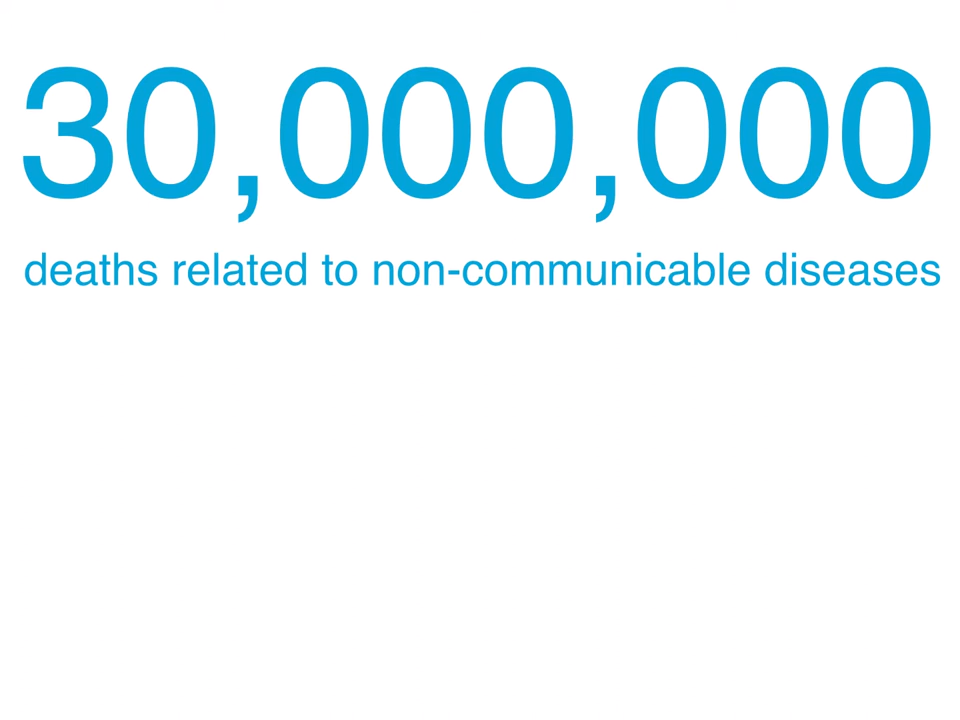 30,000,000
deaths related to non-communicable diseases